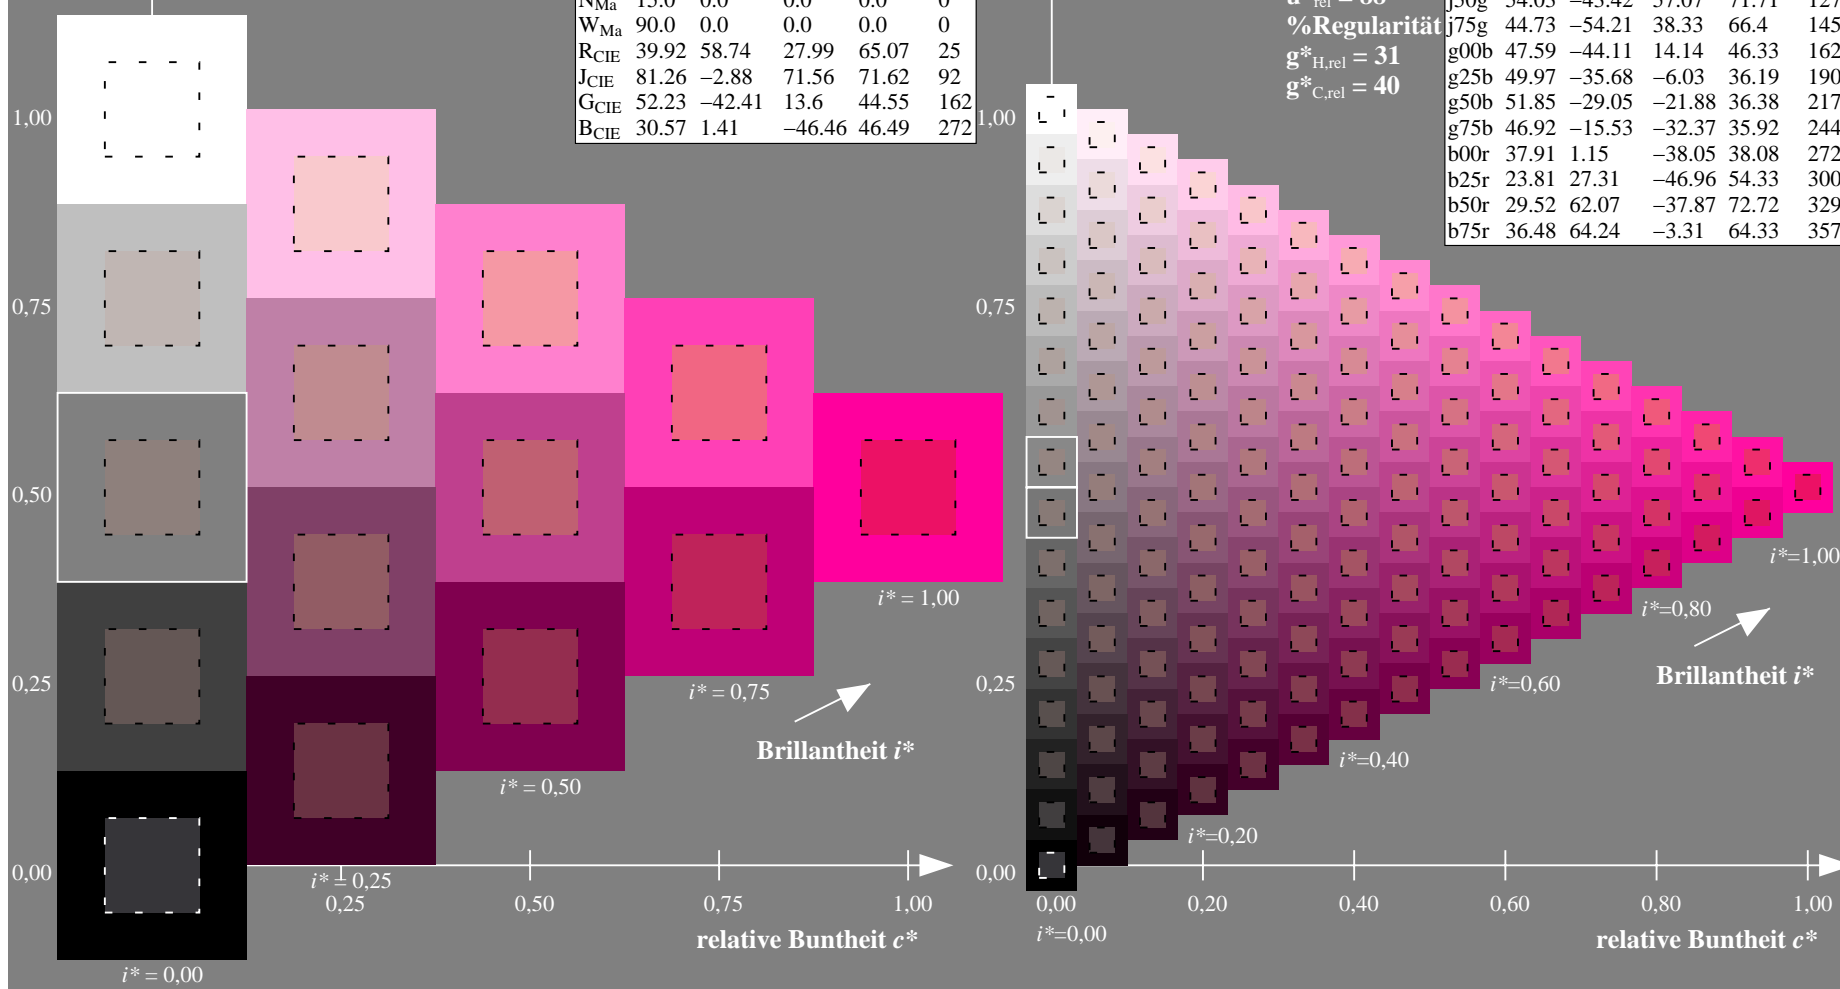 N_Ma 15.0 0.0 0.0 0.0 0
W_Ma 90.0 0.0 0.0 0.0 0
R_CIE 39.92 58.74 27.99 65.07 25
J_CIE 81.26 −2.88 71.56 71.62 92
G_CIE 52.23 −42.41 13.6 44.55 162
B_CIE 30.57 1.41 −46.46 46.49 272
1,00
0,75
0,50
0,25
0,00
i* = 1,00
i* = 0,75
Brillantheit i*
i* = 0,50
i* = 0,25
0,25 0,50 0,75 1,00
relative Buntheit c*
i* = 0,00
%Regularität
g*H,rel = 31
g*C,rel = 40
j75g 44.73 −54.21 38.33 66.4 145
g00b 47.59 −44.11 14.14 46.33 162
g25b 49.97 −35.68 −6.03 36.19 190
g50b 51.85 −29.05 −21.88 36.38 217
g75b 46.92 −15.53 −32.37 35.92 244
b00r 37.91 1.15 −38.05 38.08 272
b25r 23.81 27.31 −46.96 54.33 300
b50r 29.52 62.07 −37.87 72.72 329
b75r 36.48 64.24 −3.31 64.33 357
1,00
0,75
0,25
0,00
i*=1,00
i*=0,80
Brillantheit i*
i*=0,60
i*=0,40
i*=0,20
0,00 0,20 0,40 0,60 0,80 1,00
i*=0,00
relative Buntheit c*